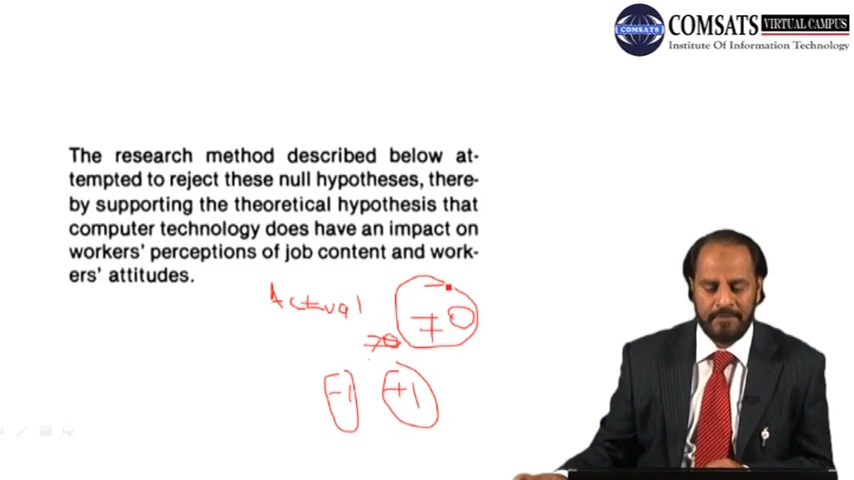 COMSATS
COMSATS VIRTUAL CAMPUS
Institute Of Information Technology
The research method described below at-
tempted to reject these null hypotheses, there-
by supporting the theoretical hypothesis that
computer technology does have an impact on
workers' perceptions of job content and work-
ers' attitudes.
Actual
70
-1 +1